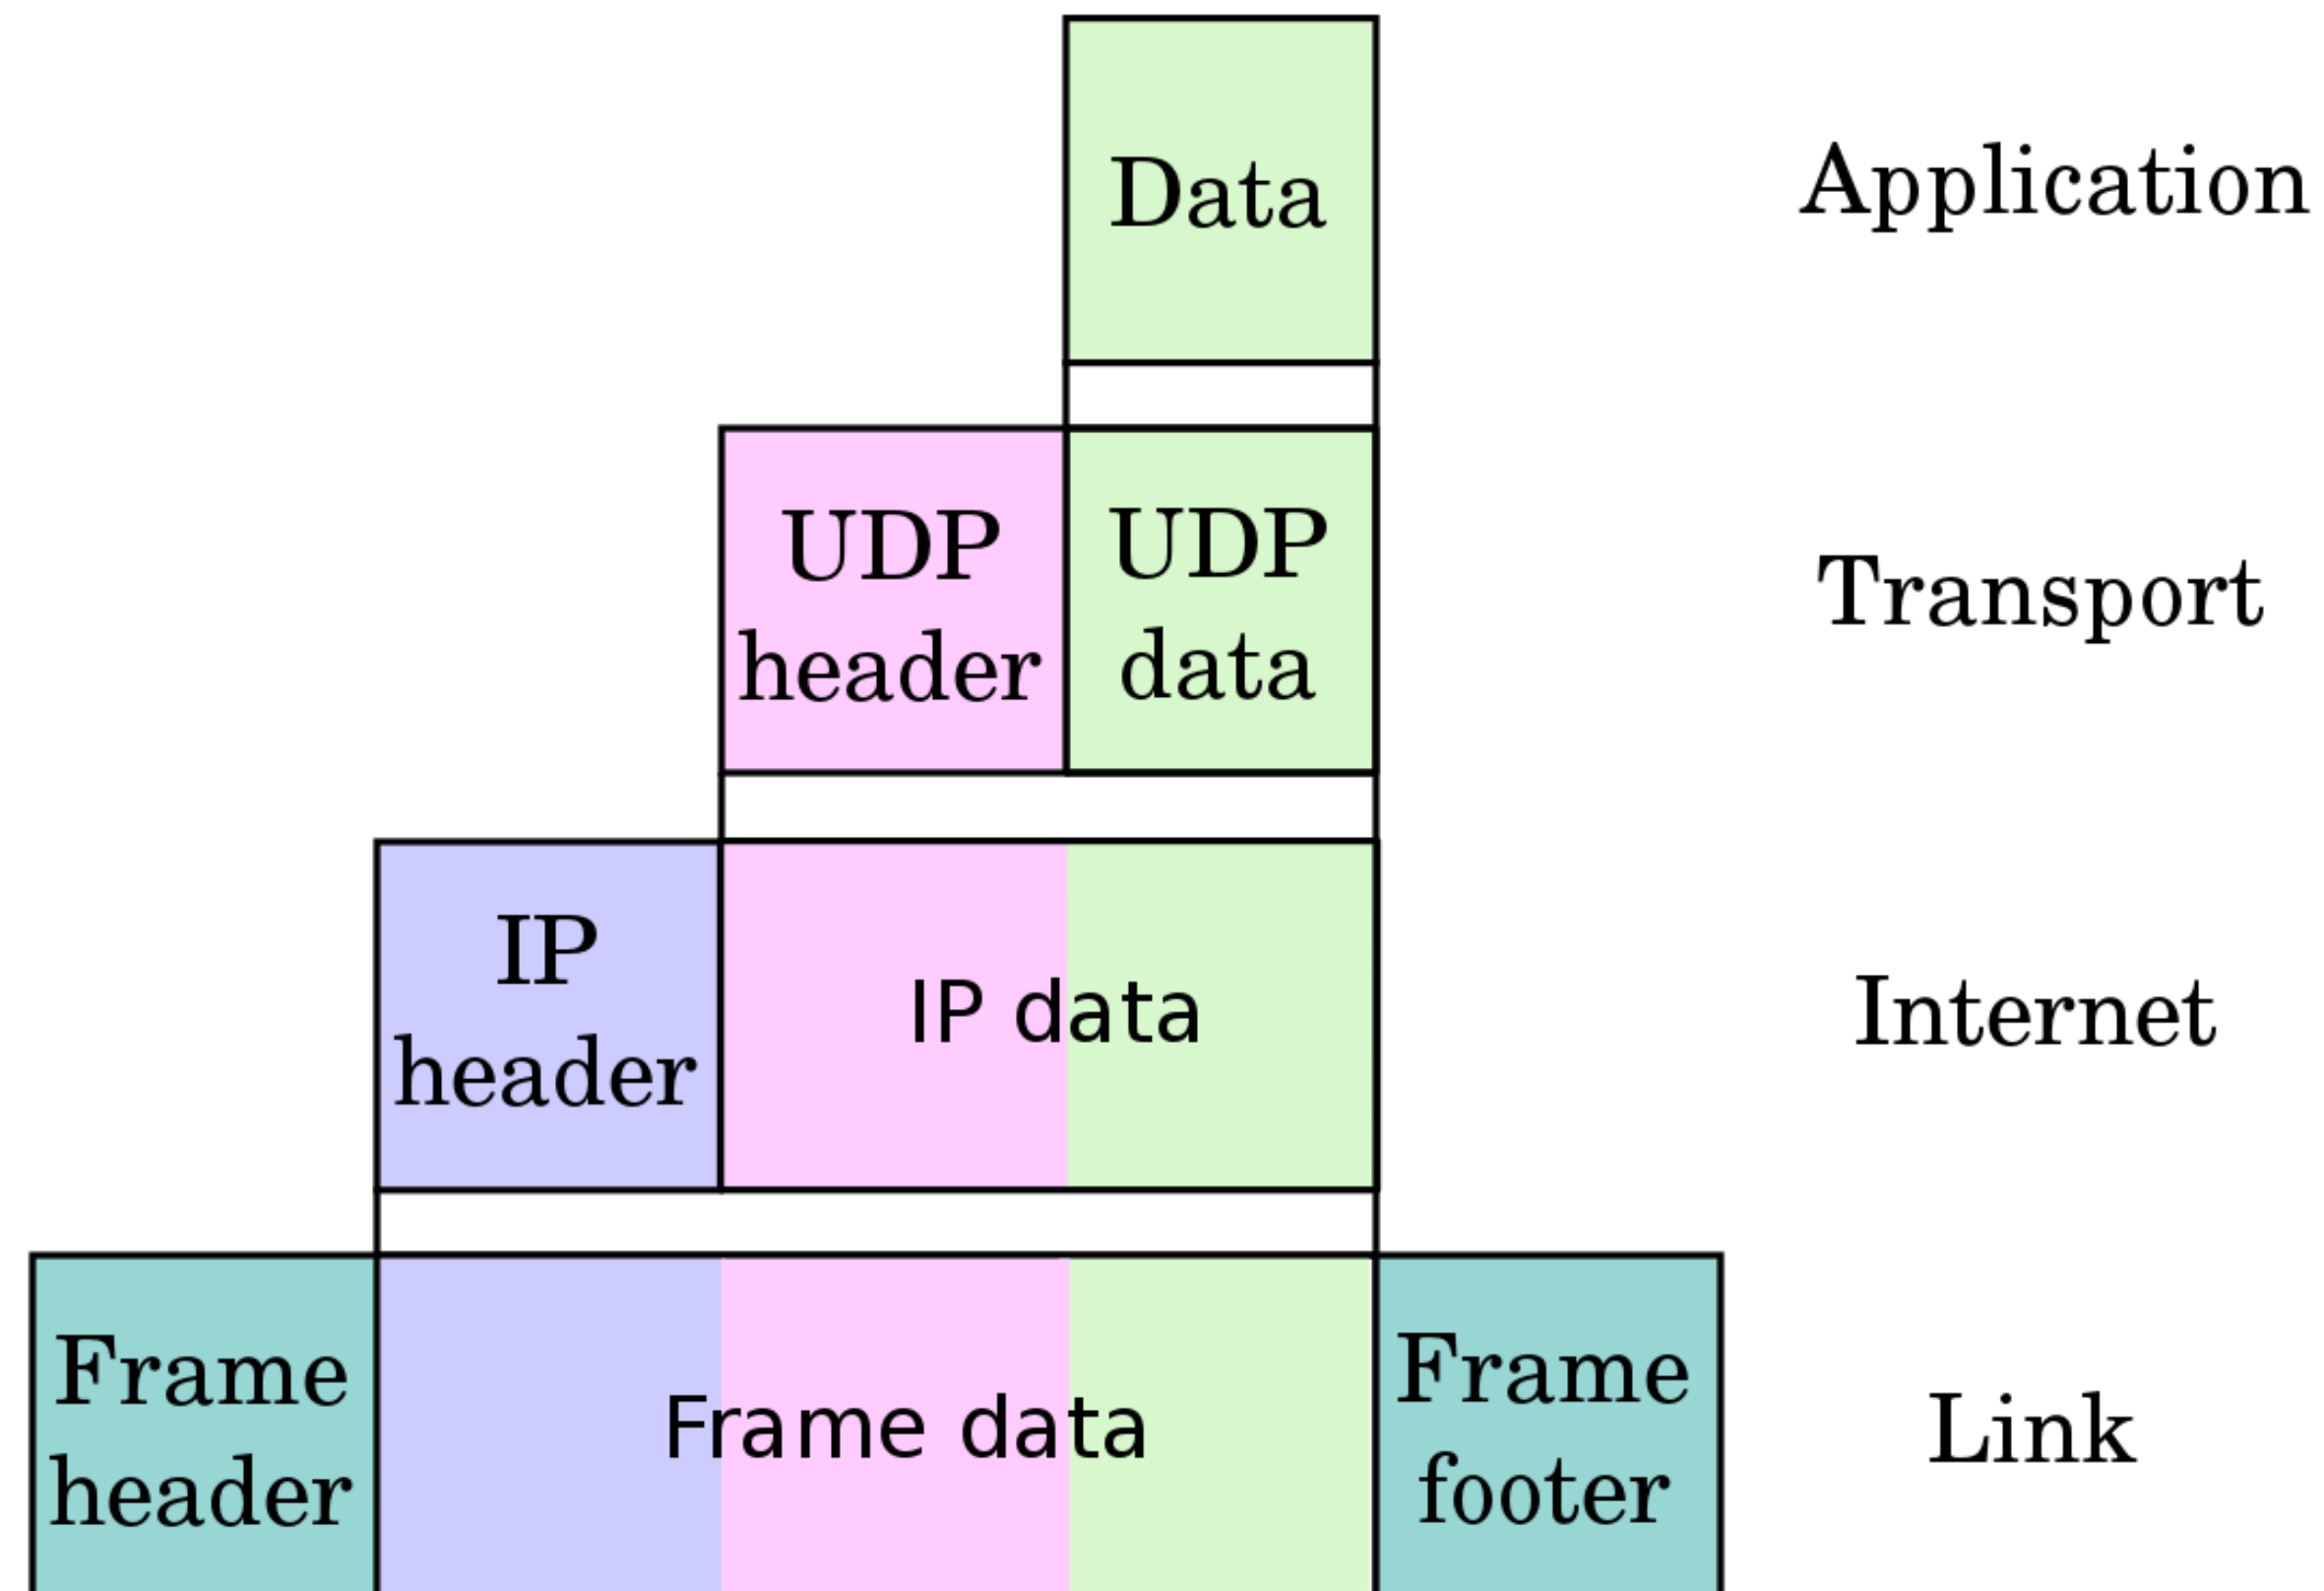 Data
Application
UDP
header
UDP
data
Transport
IP
header
IP data
Internet
Frame
header
Frame data
Frame
footer
Link